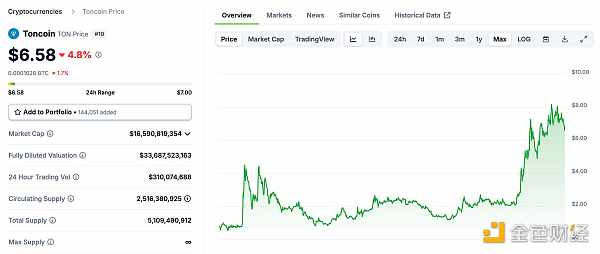 Cryptocurrencies > Toncoin Price
Toncoin TON Price #10
$6.58 ▼ 4.8%
0.0001026 BTC ▼ 1.7%
$6.58 24h Range $7.00
Add to Portfolio • 144,051 added
Market Cap $16,590,819,354
Fully Diluted Valuation $33,687,523,163
24 Hour Trading Vol $310,074,688
Circulating Supply 2,516,380,925
Total Supply 5,109,490,912
Max Supply ∞
Overview Markets News Similar Coins Historical Data
Price Market Cap TradingView 24h 7d 1m 3m 1y Max LOG
$10.00
$8.00
$6.00
$4.00
$2.00
金色财经